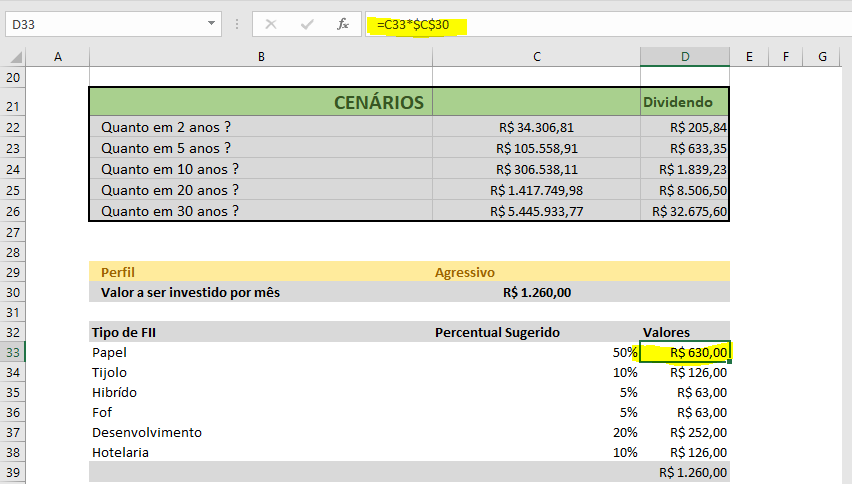 D33 fx =C33*$C$30
A B C D E F G
20
21 CENÁRIOS Dividendo
22 Quanto em 2 anos ? R$ 34.306,81 R$ 205,84
23 Quanto em 5 anos ? R$ 105.558,91 R$ 633,35
24 Quanto em 10 anos ? R$ 306.538,11 R$ 1.839,23
25 Quanto em 20 anos ? R$ 1.417.749,98 R$ 8.506,50
26 Quanto em 30 anos ? R$ 5.445.933,77 R$ 32.675,60
27
28
29 Perfil Agressivo
30 Valor a ser investido por mês R$ 1.260,00
31
32 Tipo de FII Percentual Sugerido Valores
33 Papel 50% R$ 630,00
34 Tijolo 10% R$ 126,00
35 Hibrído 5% R$ 63,00
36 Fof 5% R$ 63,00
37 Desenvolvimento 20% R$ 252,00
38 Hotelaria 10% R$ 126,00
39 R$ 1.260,00